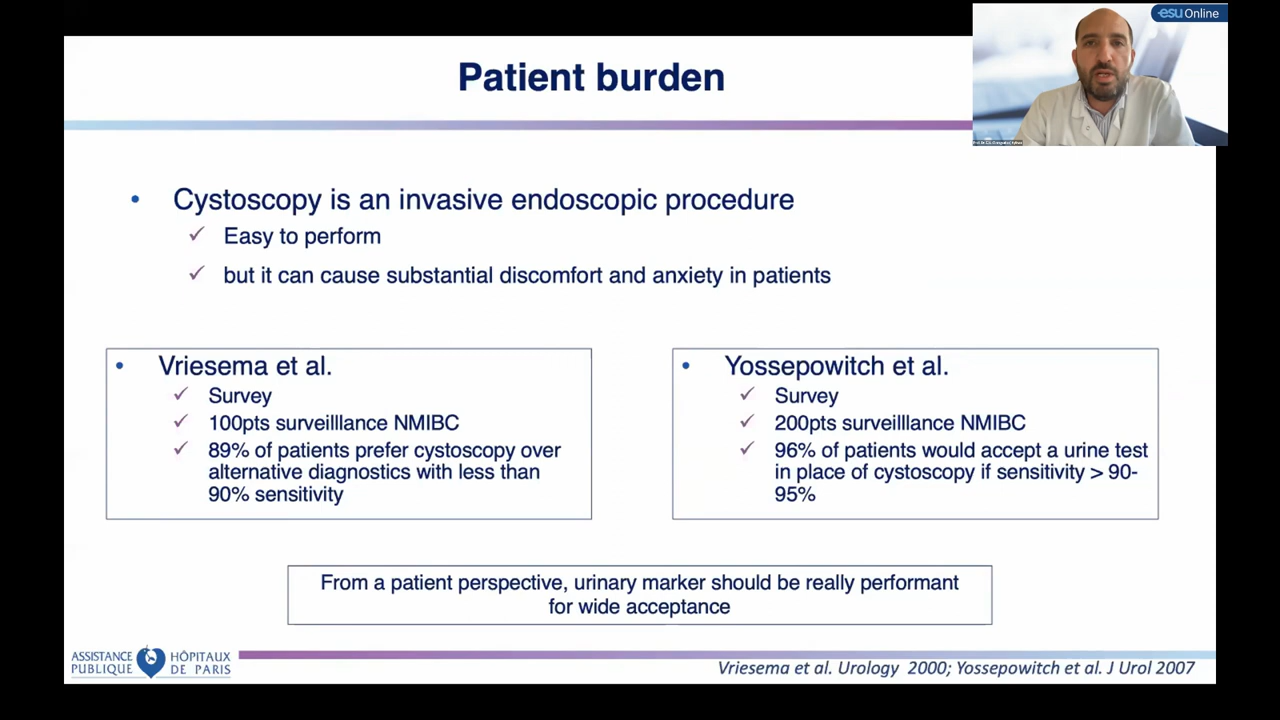 esu Online
Patient burden
• Cystoscopy is an invasive endoscopic procedure
✓ Easy to perform
✓ but it can cause substantial discomfort and anxiety in patients
• Vriesema et al.
✓ Survey
✓ 100pts surveilllance NMIBC
✓ 89% of patients prefer cystoscopy over
alternative diagnostics with less than
90% sensitivity
• Yossepowitch et al.
✓ Survey
✓ 200pts surveilllance NMIBC
✓ 96% of patients would accept a urine test
in place of cystoscopy if sensitivity > 90-
95%
From a patient perspective, urinary marker should be really performant
for wide acceptance
ASSISTANCE HÔPITAUX
PUBLIQUE DE PARIS
Vriesema et al. Urology 2000; Yossepowitch et al. J Urol 2007